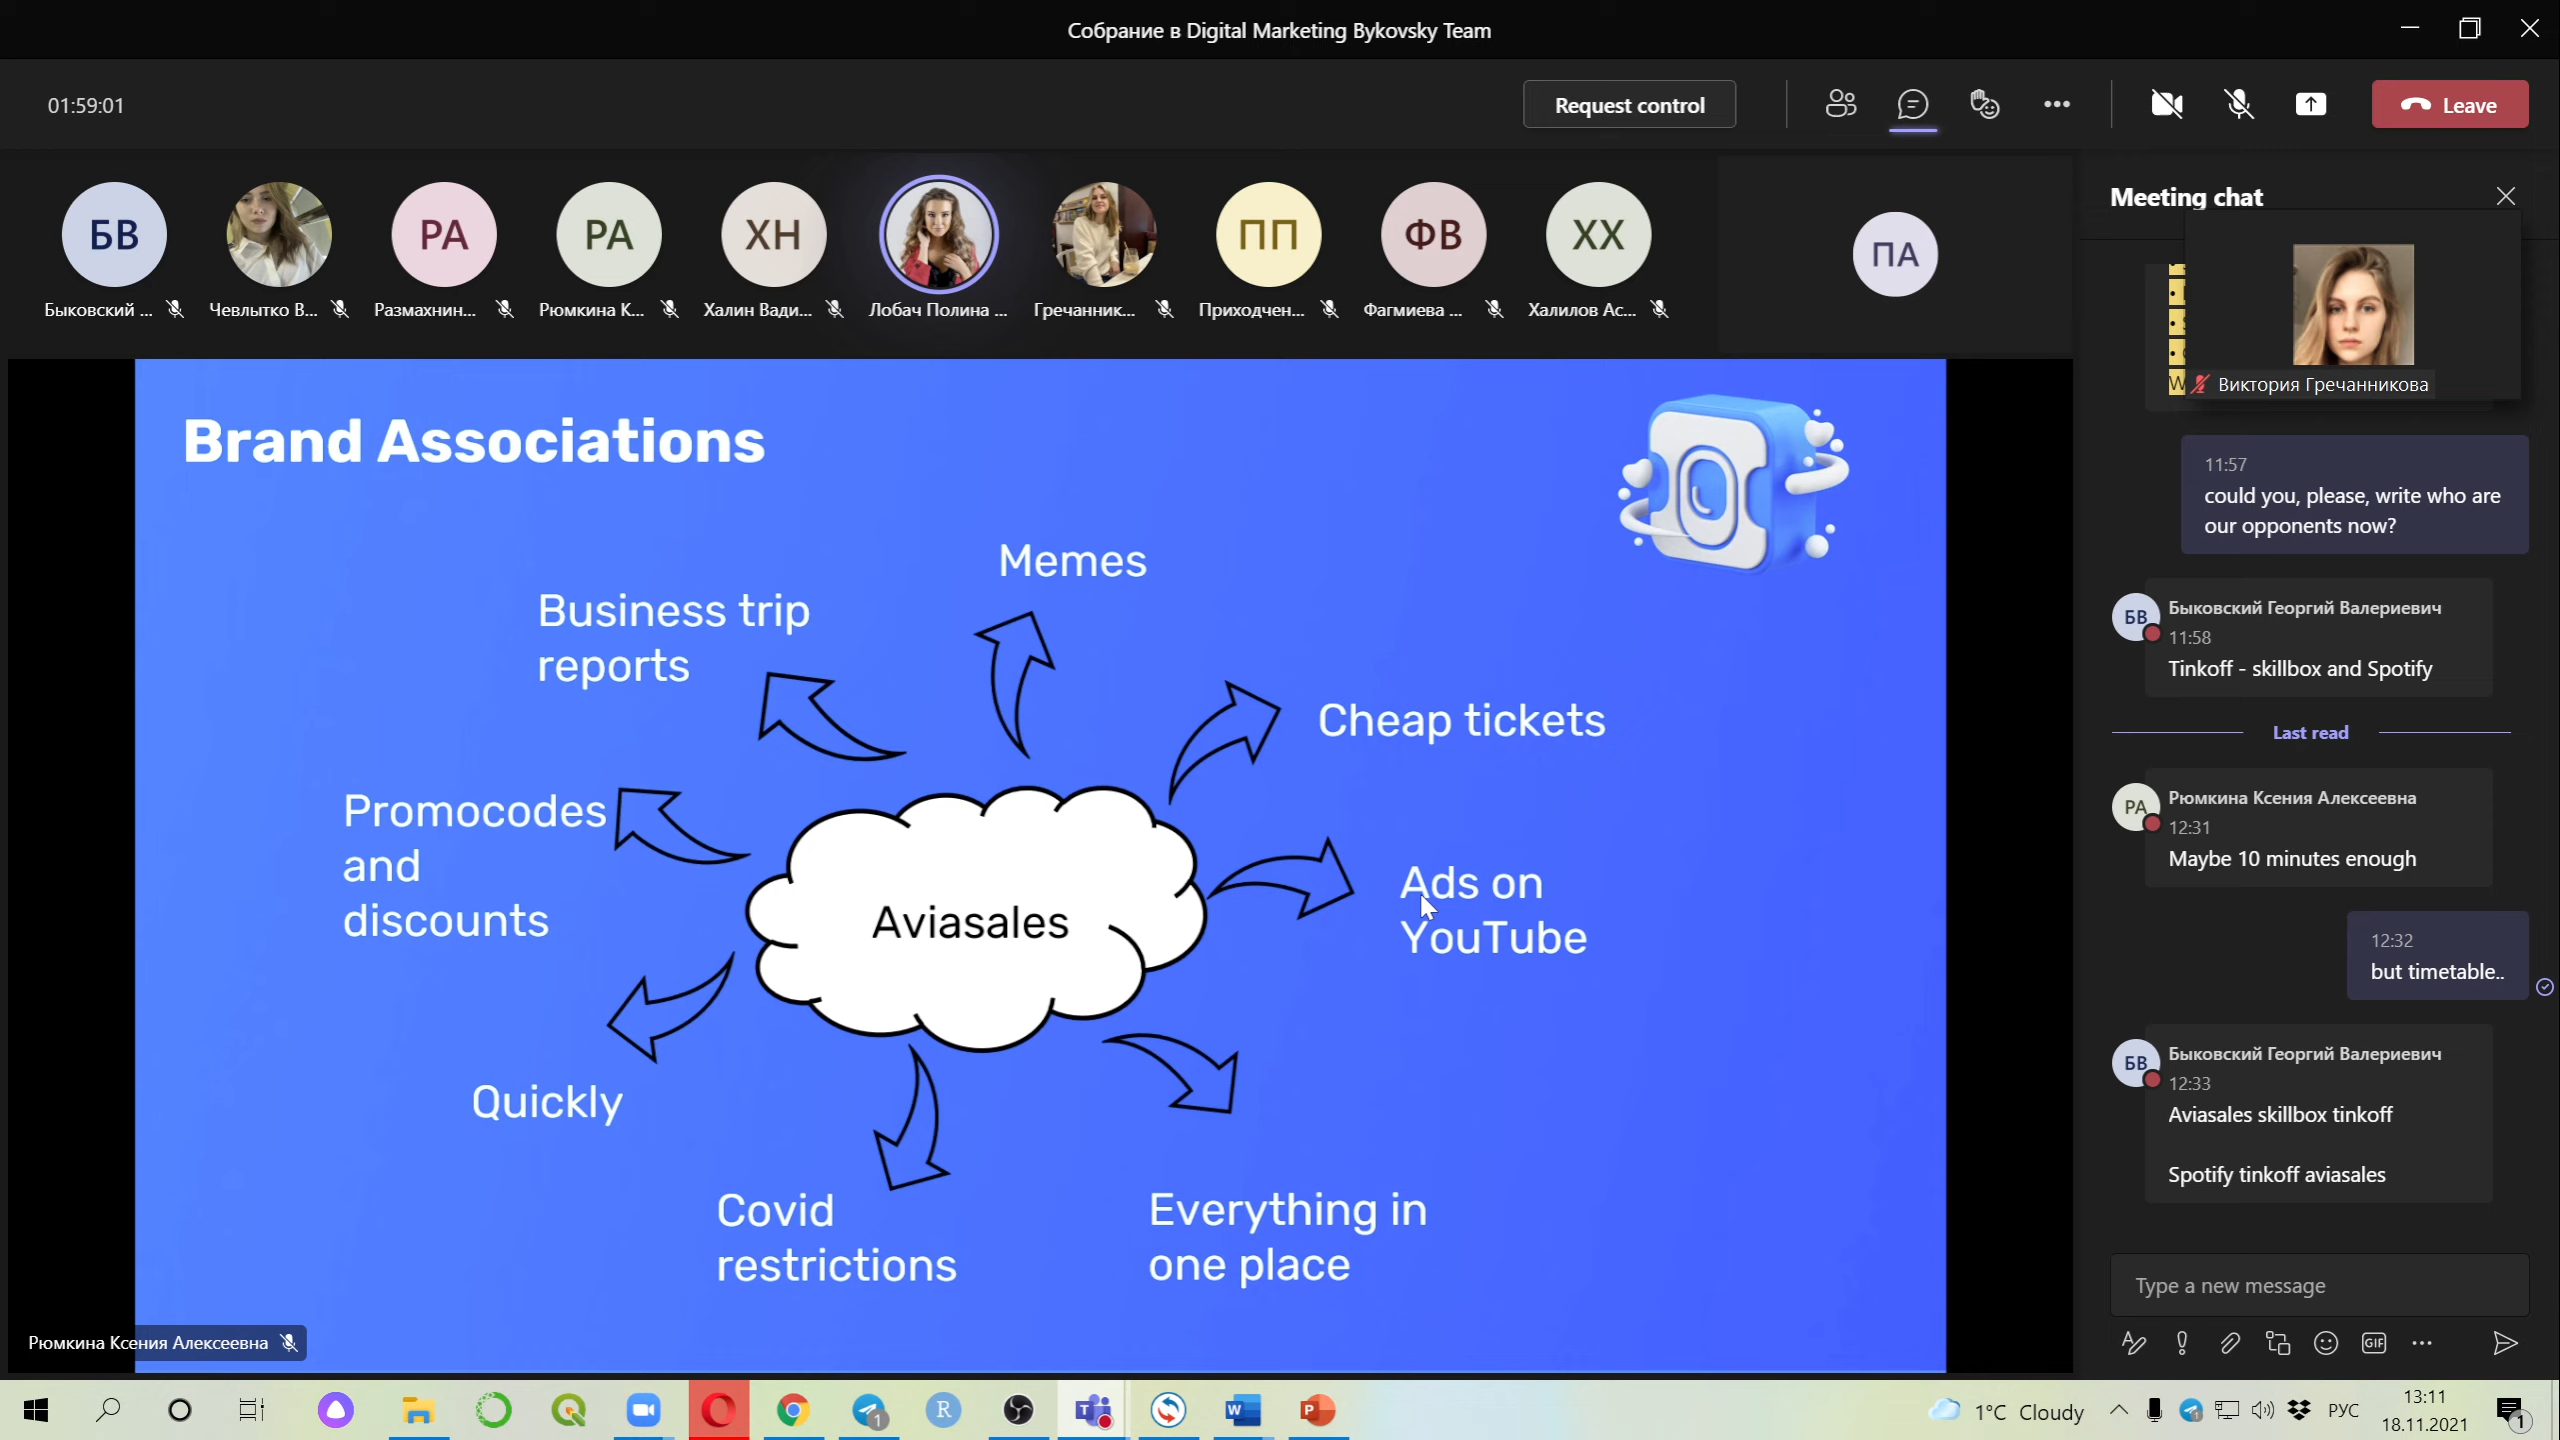 Собрание в Digital Marketing Bykovsky Team
01:59:01
Request control
Leave
БВ
РА
РА
ХН
ПП
ФВ
ХХ
ПА
Быковский ...
Чевлытко В...
Размахнин...
Рюмкина К...
Халин Вади...
Лобач Полина ...
Гречанник...
Приходчен...
Фагмиева ...
Халилов Ас...
Brand Associations
Memes
Business trip
reports
Cheap tickets
Promocodes
and
discounts
Aviasales
Ads on
YouTube
Quickly
Covid
restrictions
Everything in
one place
Рюмкина Ксения Алексеевна
Meeting chat
W
Виктория Гречанникова
11:57
could you, please, write who are
our opponents now?
БВ
Быковский Георгий Валериевич
11:58
Tinkoff - skillbox and Spotify
Last read
РА
Рюмкина Ксения Алексеевна
12:31
Maybe 10 minutes enough
12:32
but timetable..
БВ
Быковский Георгий Валериевич
12:33
Aviasales skillbox tinkoff
Spotify tinkoff aviasales
Type a new message
GIF
R
1
T
W
P
1°C Cloudy
РУС
13:11
18.11.2021
1